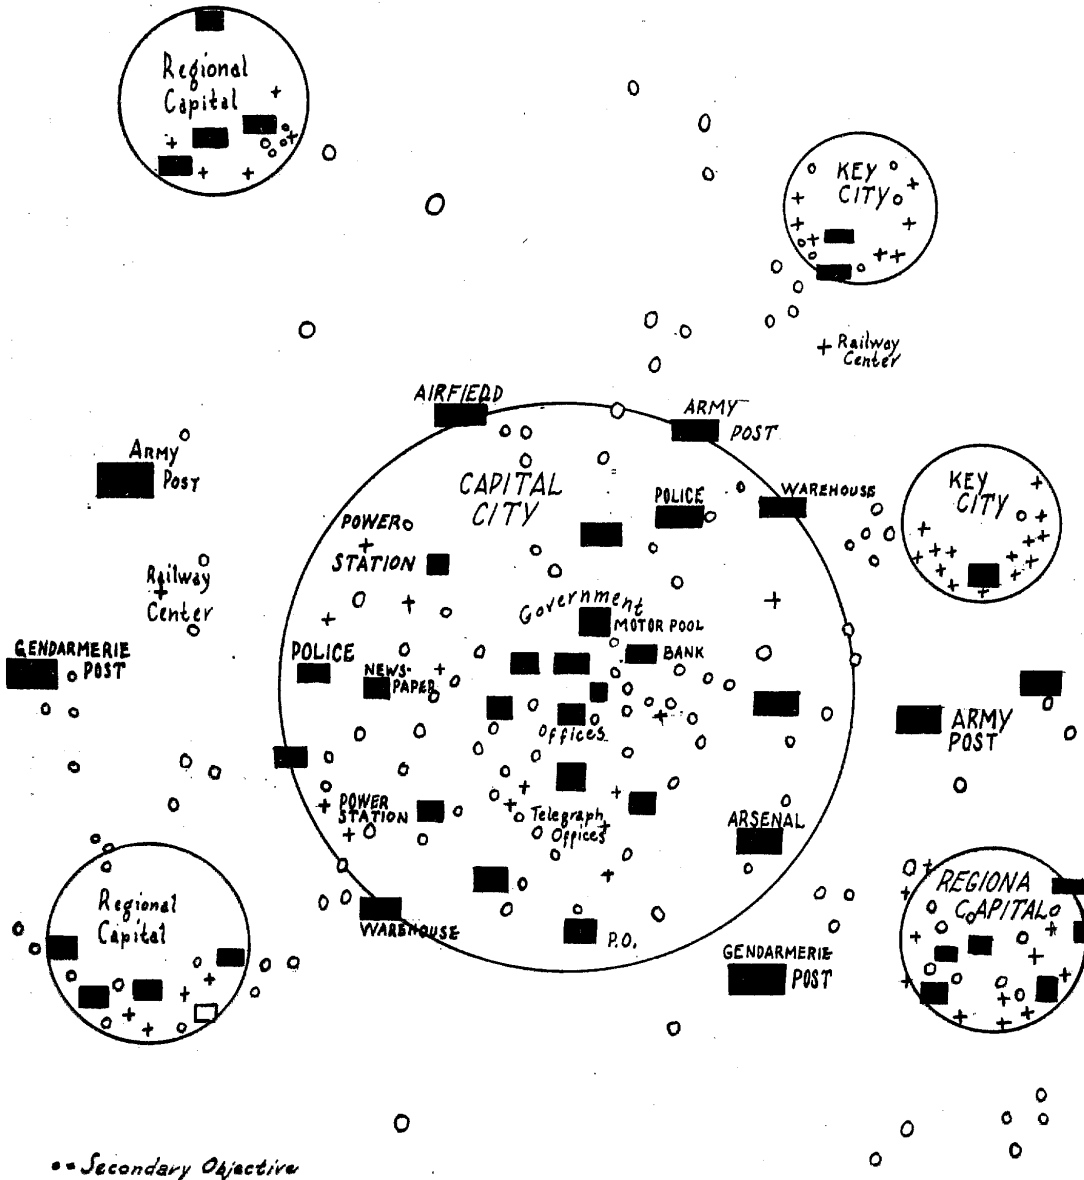 Regional
Capital
KEY
CITY
Railway
Center
AIRFIELD
ARMY
POST
ARMY
POST
CAPITAL
CITY
POLICE
WAREHOUSE
KEY
CITY
POWER
STATION
Railway
Center
Government
MOTOR POOL
BANK
GENDARMERIE
POST
POLICE
NEWS-
PAPER
Offices
ARMY
POST
POWER
STATION
Telegraph
Offices
ARSENAL
Regional
Capital
REGIONA
CAPITAL
WAREHOUSE
P.O.
GENDARMERIE
POST
•-Secondary Objective